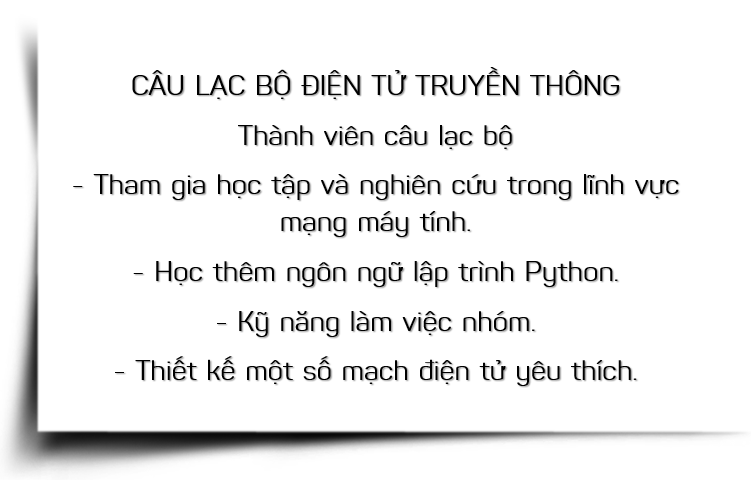 CÂU LẠC BỘ ĐIỆN TỬ TRUYỀN THÔNG
Thành viên câu lạc bộ
- Tham gia học tập và nghiên cứu trong lĩnh vực
mạng máy tính.
- Học thêm ngôn ngữ lập trình Python.
- Kỹ năng làm việc nhóm.
- Thiết kế một số mạch điện tử yêu thích.